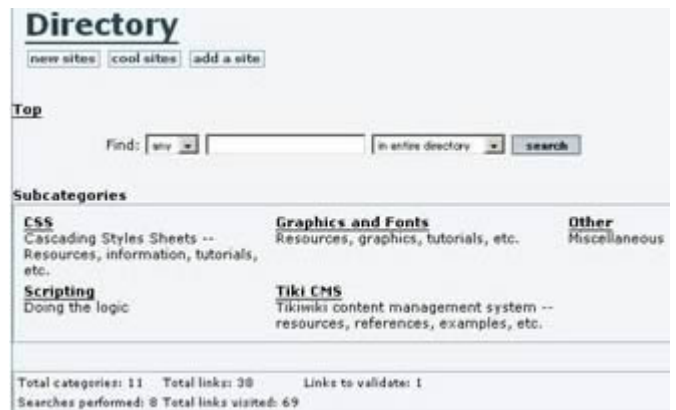 Directory
new sites cool sites add a site
Top
Find: any in entire directory search
Subcategories
CSS Graphics and Fonts Other
Cascading Styles Sheets -- Resources, graphics, tutorials, etc. Miscellaneous
Resources, information, tutorials,
etc.
Scripting Tiki CMS
Doing the logic Tikiwiki content management system --
resources, references, examples, etc.
Total categories: 11 Total links: 38 Links to validate: 1
Searches performed: 8 Total links visited: 69